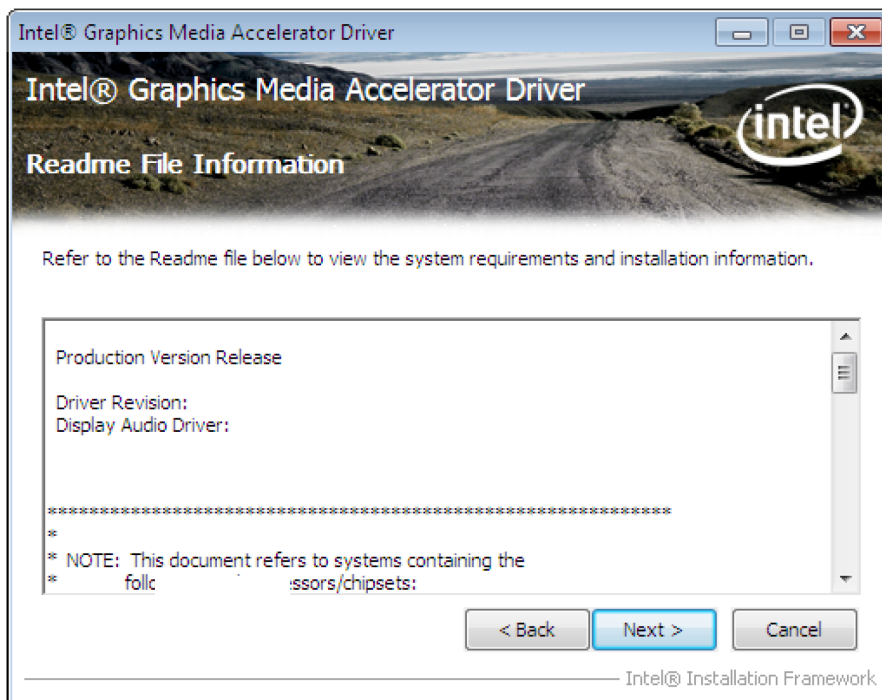 Intel® Graphics Media Accelerator Driver
Intel® Graphics Media Accelerator Driver
intel
Readme File Information
Refer to the Readme file below to view the system requirements and installation information.
Production Version Release
Driver Revision:
Display Audio Driver:
************************************************************
*
* NOTE: This document refers to systems containing the
* essors/chipsets:
< Back
Next >
Cancel
Intel® Installation Framework